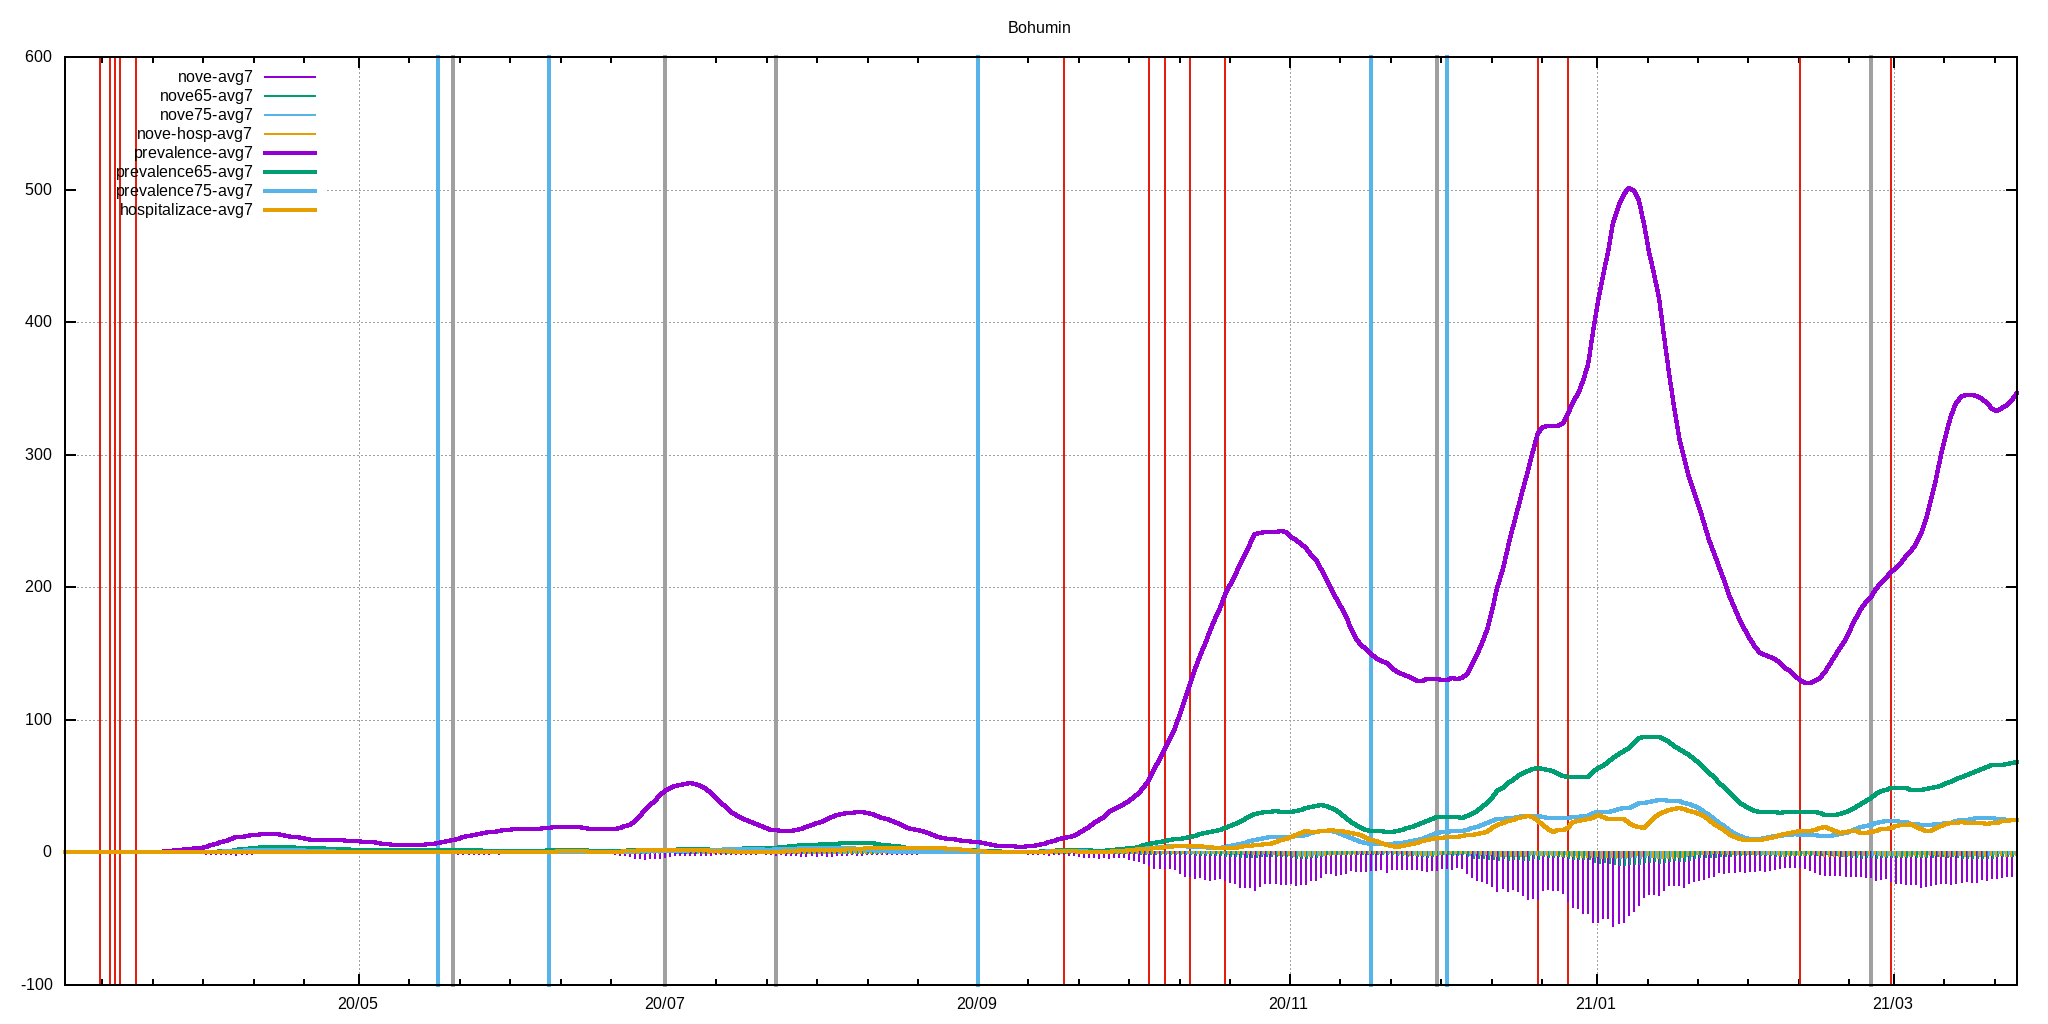 Bohumin
600
500
400
300
200
100
0
-100
nove-avg7
nove65-avg7
nove75-avg7
nove-hosp-avg7
prevalence-avg7
prevalence65-avg7
prevalence75-avg7
hospitalizace-avg7
20/05 20/07 20/09 20/11 21/01 21/03